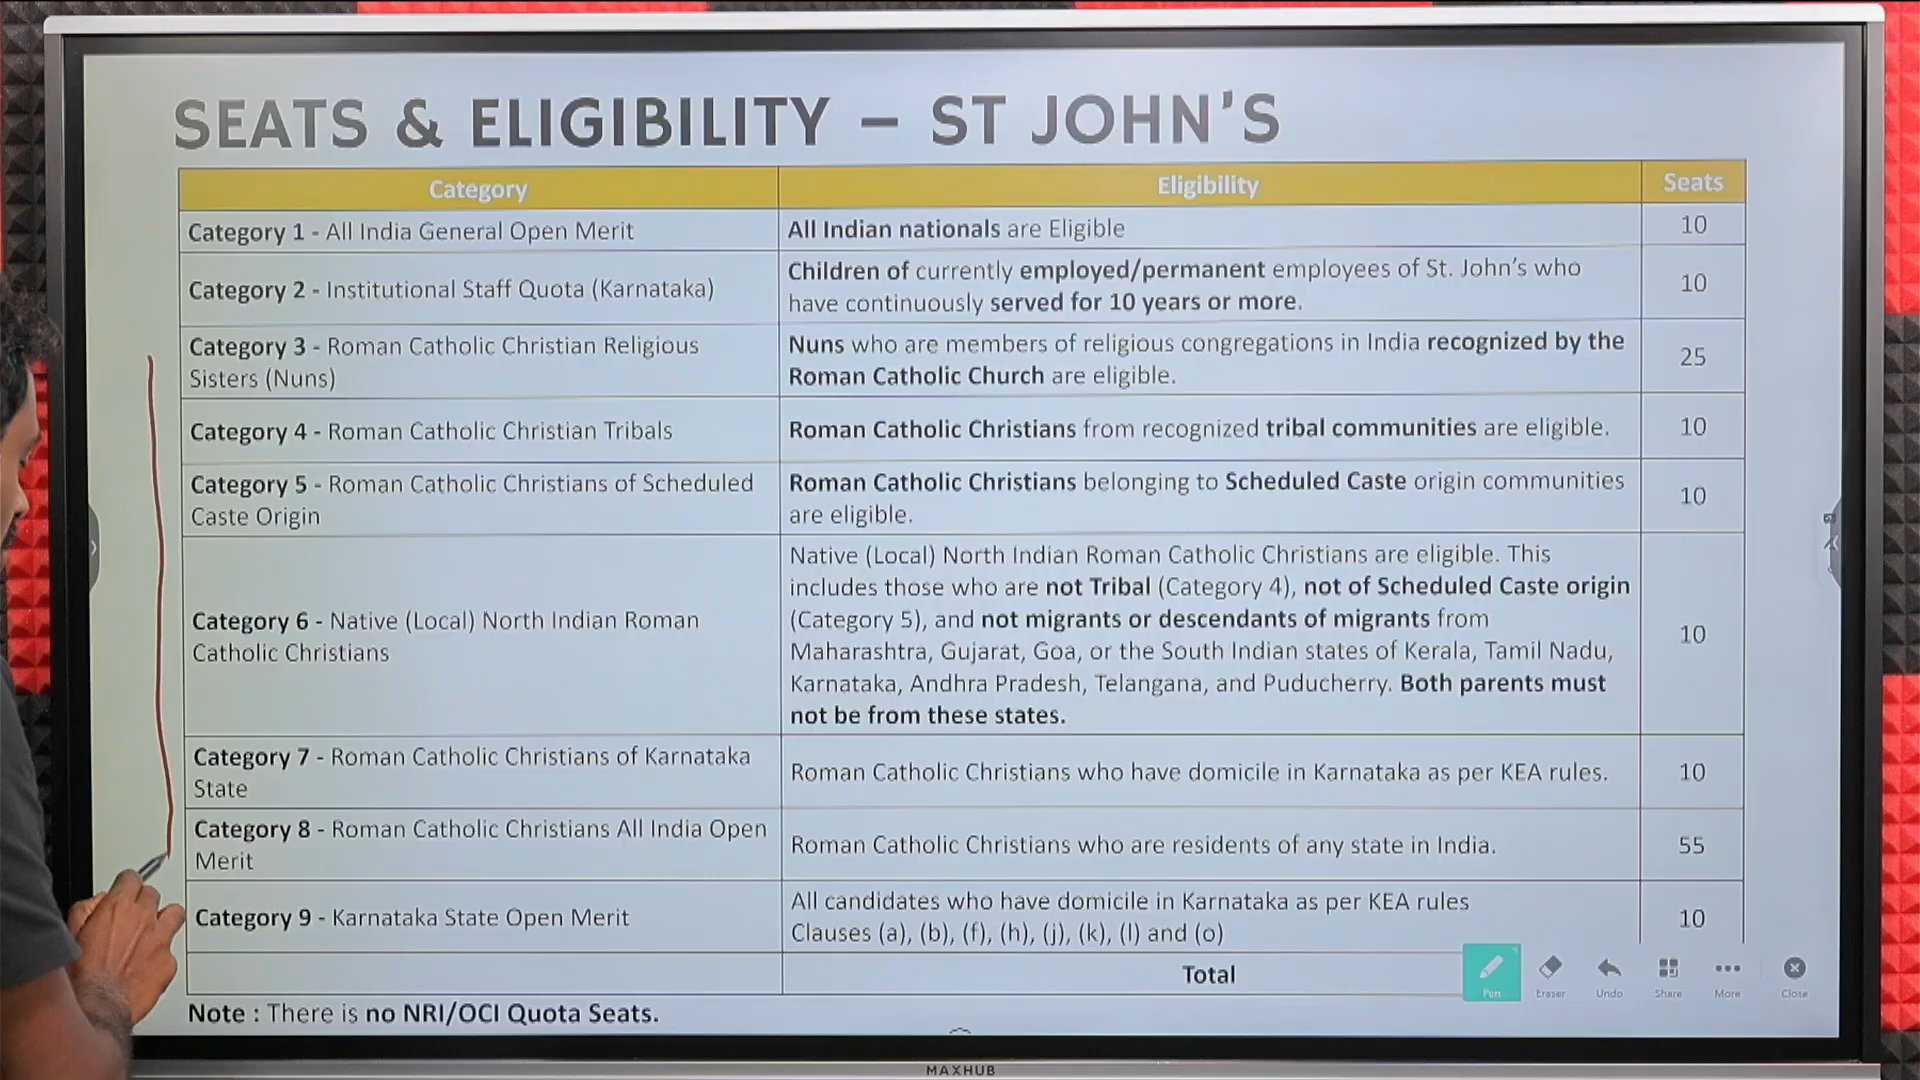 SEATS & ELIGIBILITY – ST JOHN'S
Category
Eligibility
Seats
Category 1 - All India General Open Merit
All Indian nationals are Eligible
10
Category 2 - Institutional Staff Quota (Karnataka)
Children of currently employed/permanent employees of St. John's who
have continuously served for 10 years or more.
10
Category 3 - Roman Catholic Christian Religious
Sisters (Nuns)
Nuns who are members of religious congregations in India recognized by the
Roman Catholic Church are eligible.
25
Category 4 - Roman Catholic Christian Tribals
Roman Catholic Christians from recognized tribal communities are eligible.
10
Category 5 - Roman Catholic Christians of Scheduled
Caste Origin
Roman Catholic Christians belonging to Scheduled Caste origin communities
are eligible.
10
Category 6 - Native (Local) North Indian Roman
Catholic Christians
Native (Local) North Indian Roman Catholic Christians are eligible. This
includes those who are not Tribal (Category 4), not of Scheduled Caste origin
(Category 5), and not migrants or descendants of migrants from
Maharashtra, Gujarat, Goa, or the South Indian states of Kerala, Tamil Nadu,
Karnataka, Andhra Pradesh, Telangana, and Puducherry. Both parents must
not be from these states.
10
Category 7 - Roman Catholic Christians of Karnataka
State
Roman Catholic Christians who have domicile in Karnataka as per KEA rules.
10
Category 8 - Roman Catholic Christians All India Open
Merit
Roman Catholic Christians who are residents of any state in India.
55
Category 9 - Karnataka State Open Merit
All candidates who have domicile in Karnataka as per KEA rules
Clauses (a), (b), (f), (h), (j), (k), (l) and (o)
10
Total
Pen
Eraser
Undo
Share
More
Close
Note : There is no NRI/OCI Quota Seats.
MAXHUB